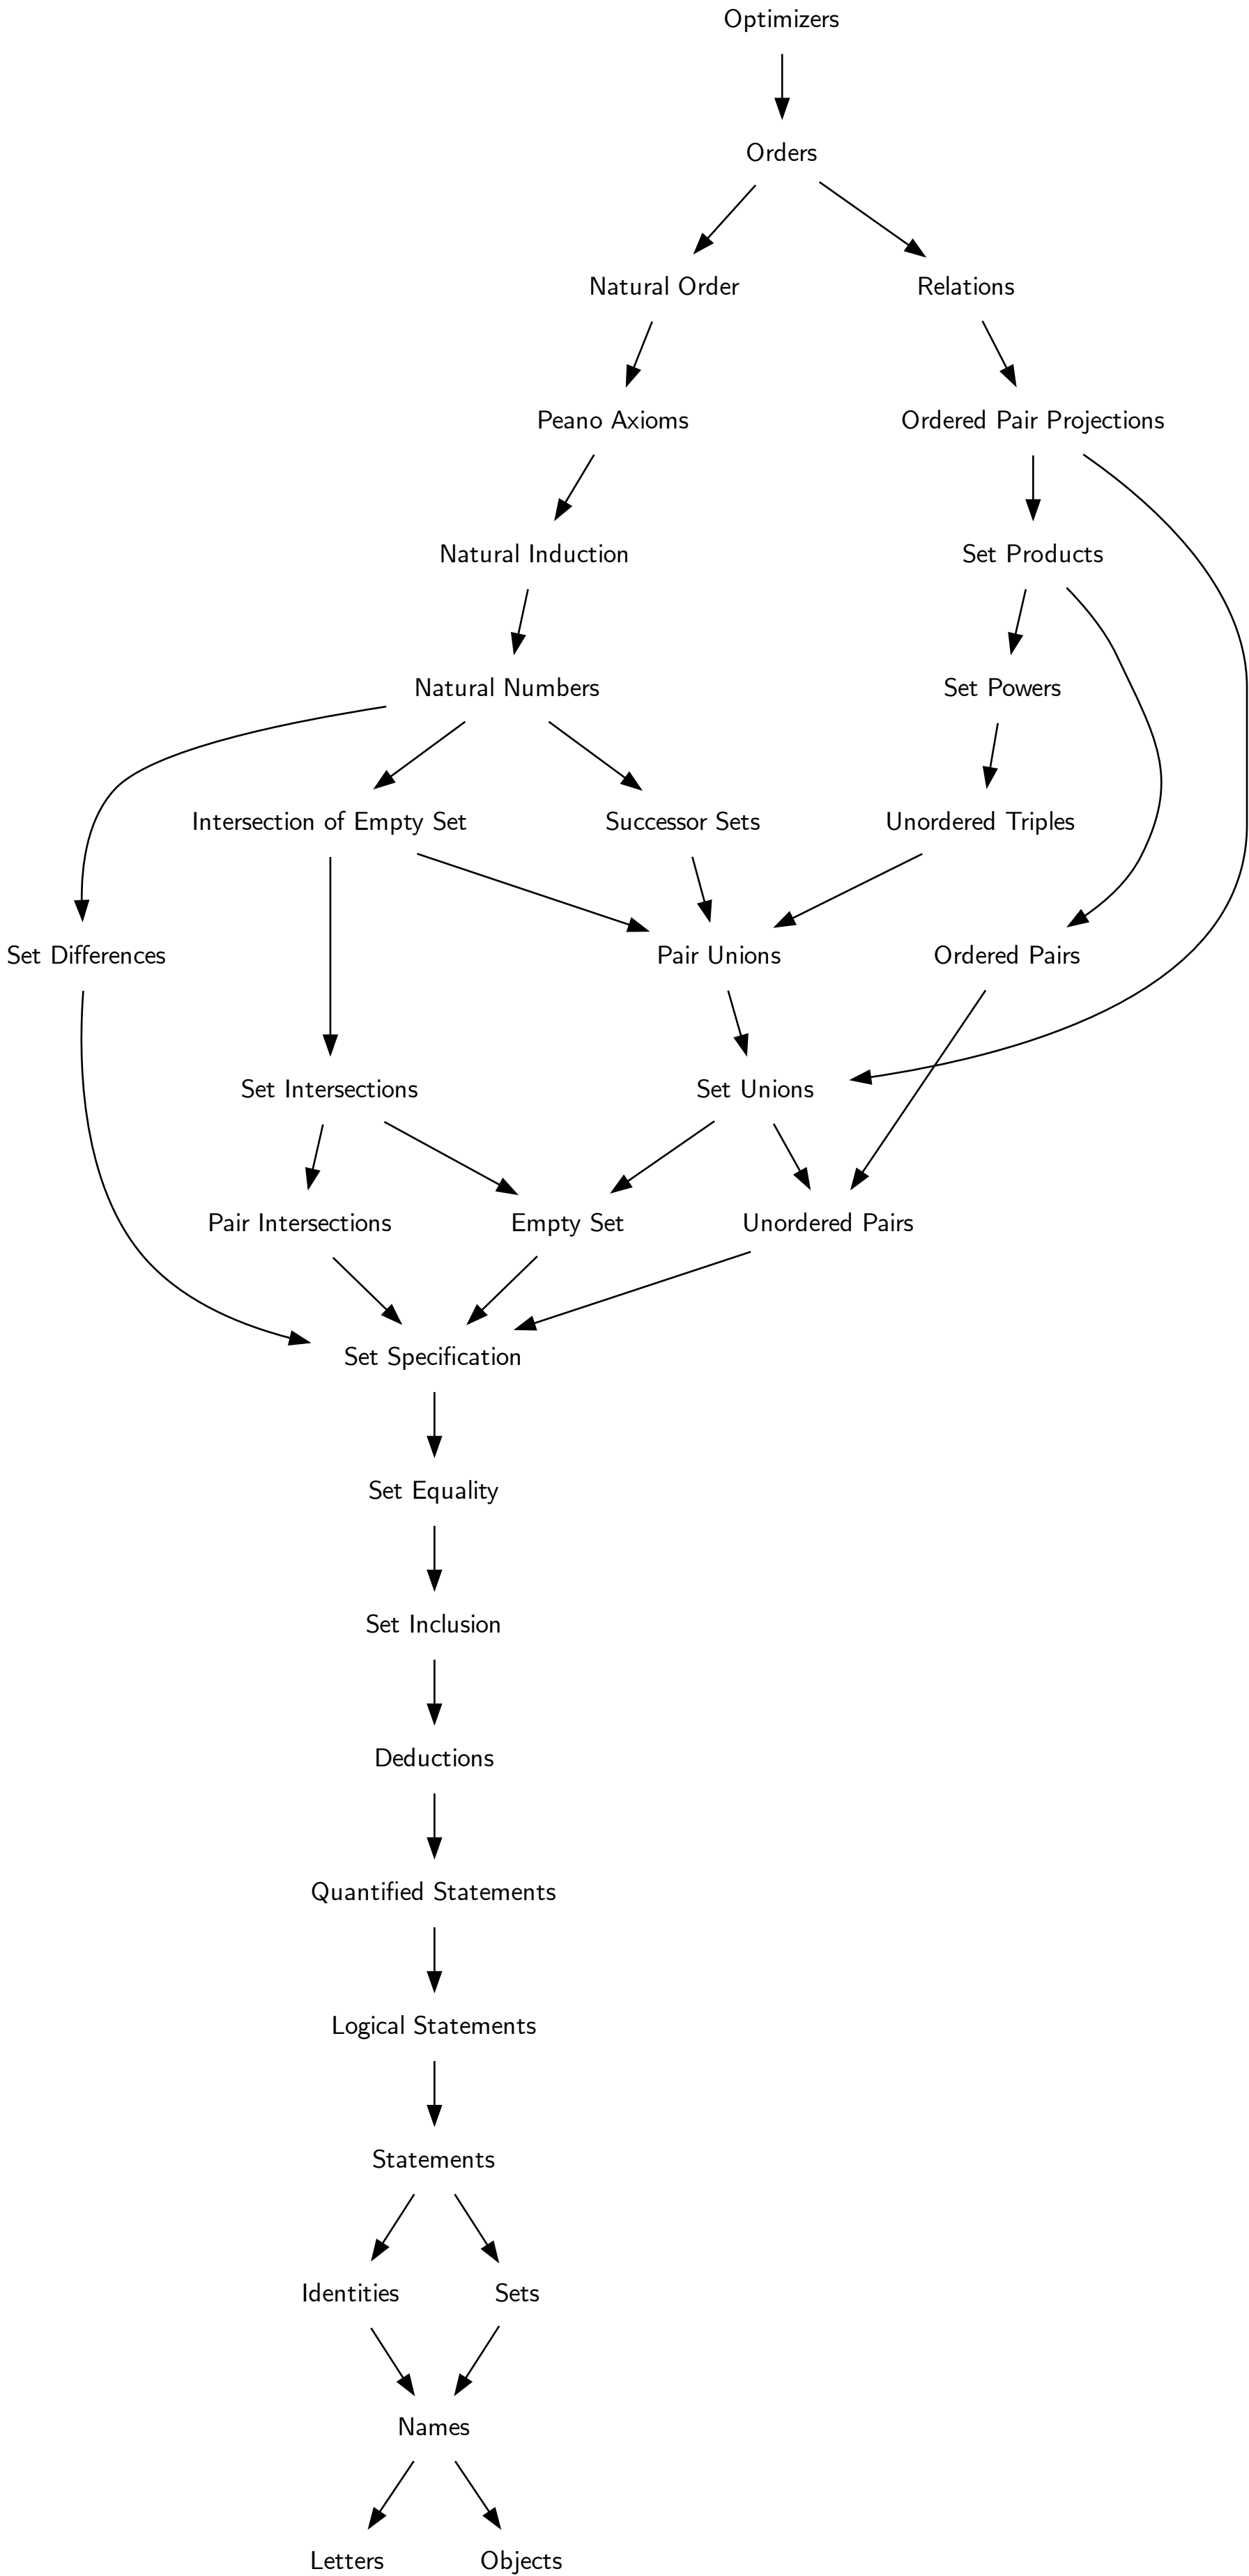 Optimizers
Orders
Natural Order
Relations
Peano Axioms
Ordered Pair Projections
Natural Induction
Set Products
Natural Numbers
Set Powers
Intersection of Empty Set
Successor Sets
Unordered Triples
Set Differences
Pair Unions
Ordered Pairs
Set Intersections
Set Unions
Pair Intersections
Empty Set
Unordered Pairs
Set Specification
Set Equality
Set Inclusion
Deductions
Quantified Statements
Logical Statements
Statements
Identities
Sets
Names
Letters
Objects